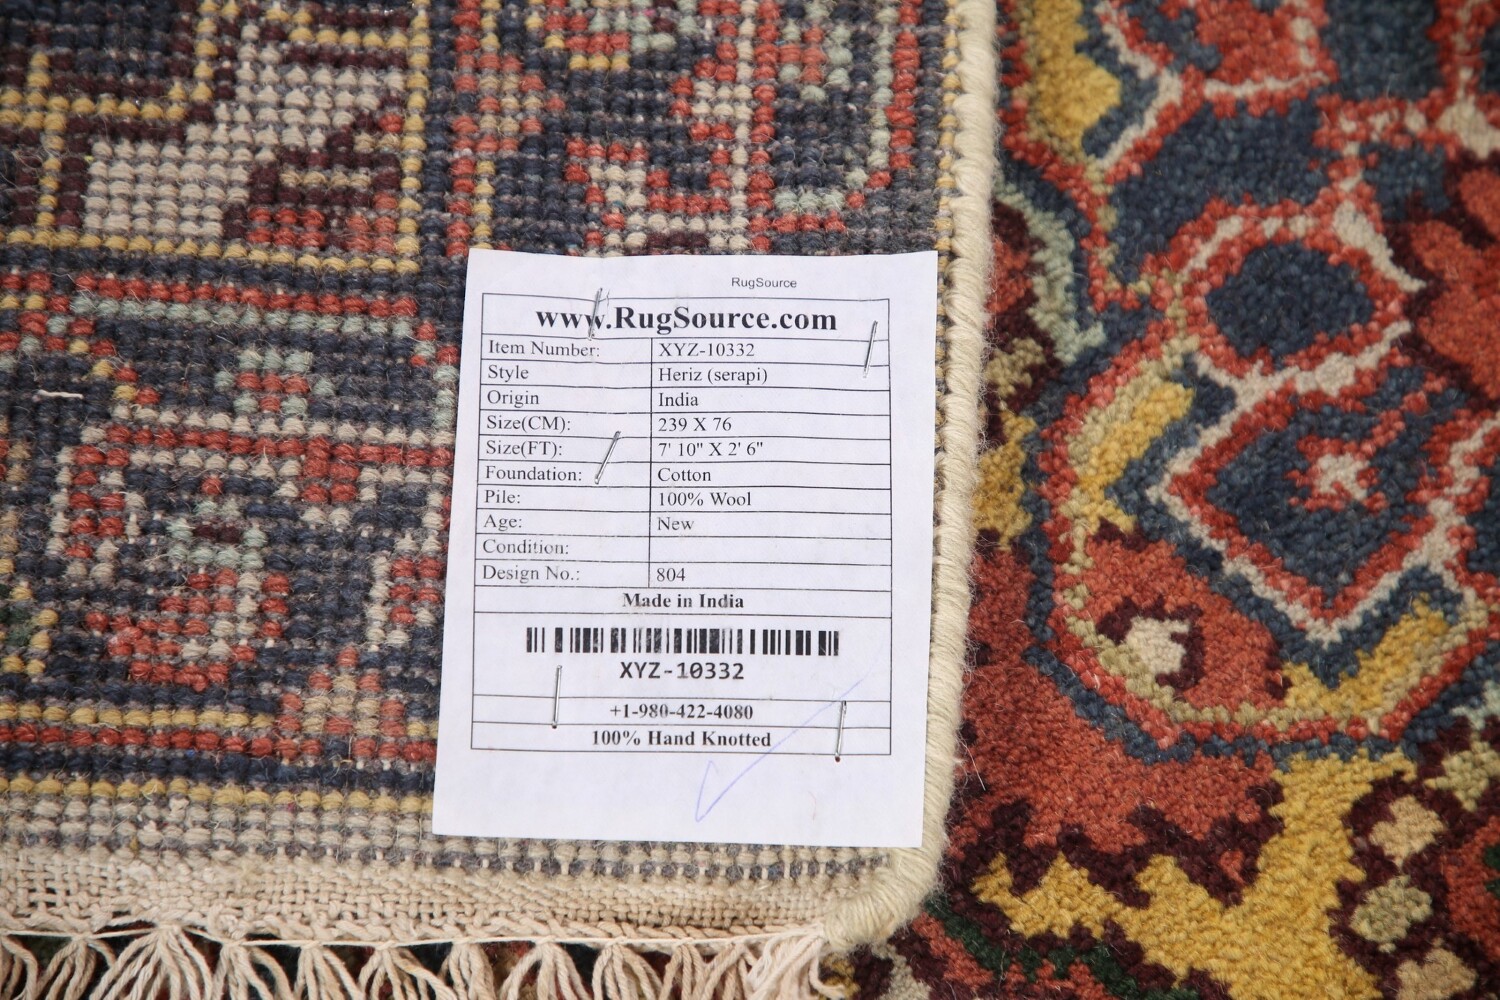 RugSource
www.RugSource.com
Item Number: XYZ-10332
Style Heriz (serapi)
Origin India
Size(CM): 239 X 76
Size(FT): 7' 10" X 2' 6"
Foundation: Cotton
Pile: 100% Wool
Age: New
Condition:
Design No.: 804
Made in India
XYZ-10332
+1-980-422-4080
100% Hand Knotted